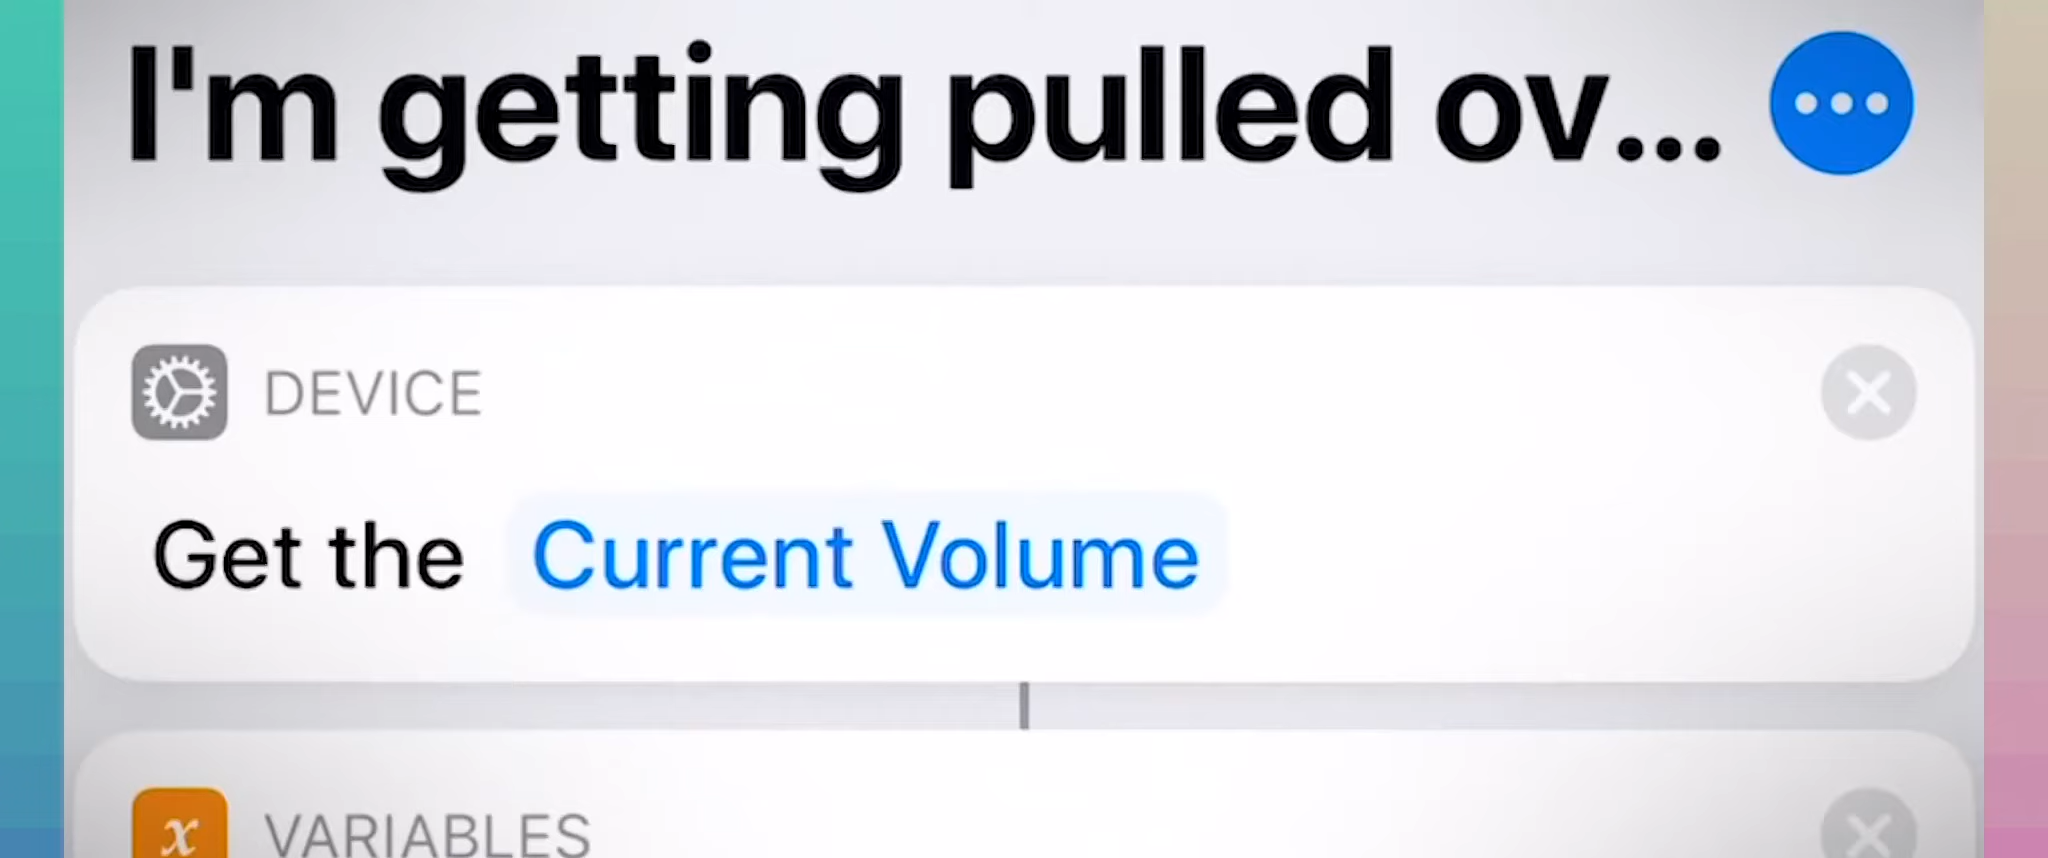 I'm getting pulled ov...
DEVICE
Get the Current Volume
x VARIABLES